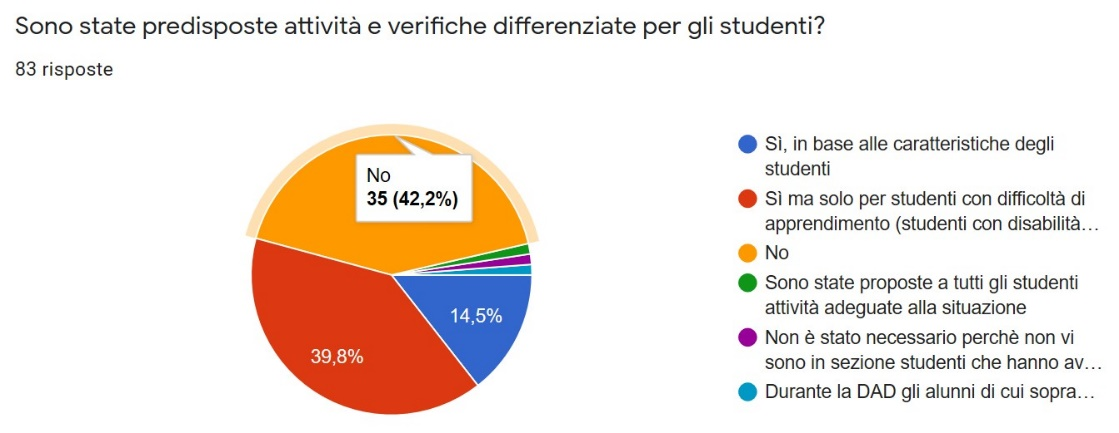 Sono state predisposte attività e verifiche differenziate per gli studenti?
83 risposte
No
35 (42,2%)
14,5%
39,8%
Sì, in base alle caratteristiche degli
studenti
Sì ma solo per studenti con difficoltà di
apprendimento (studenti con disabilità…
No
Sono state proposte a tutti gli studenti
attività adeguate alla situazione
Non è stato necessario perchè non vi
sono in sezione studenti che hanno av…
Durante la DAD gli alunni di cui sopra…